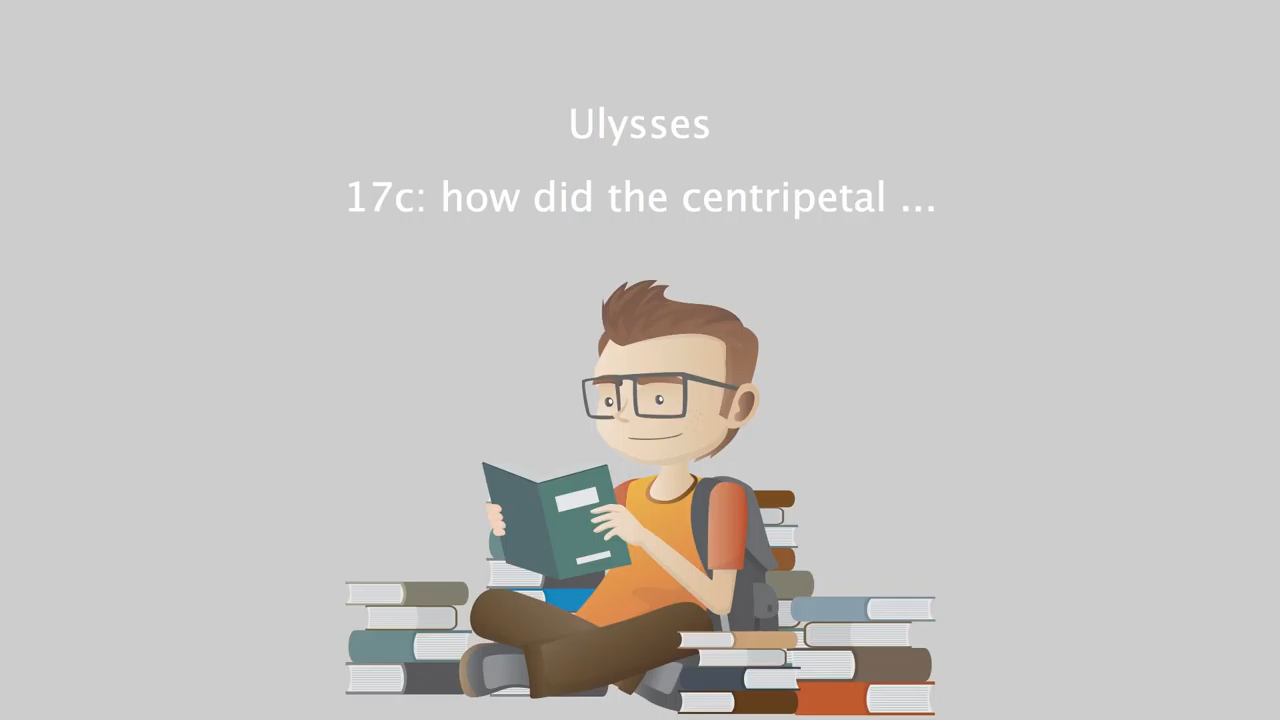 Ulysses
17c: how did the centripetal ...